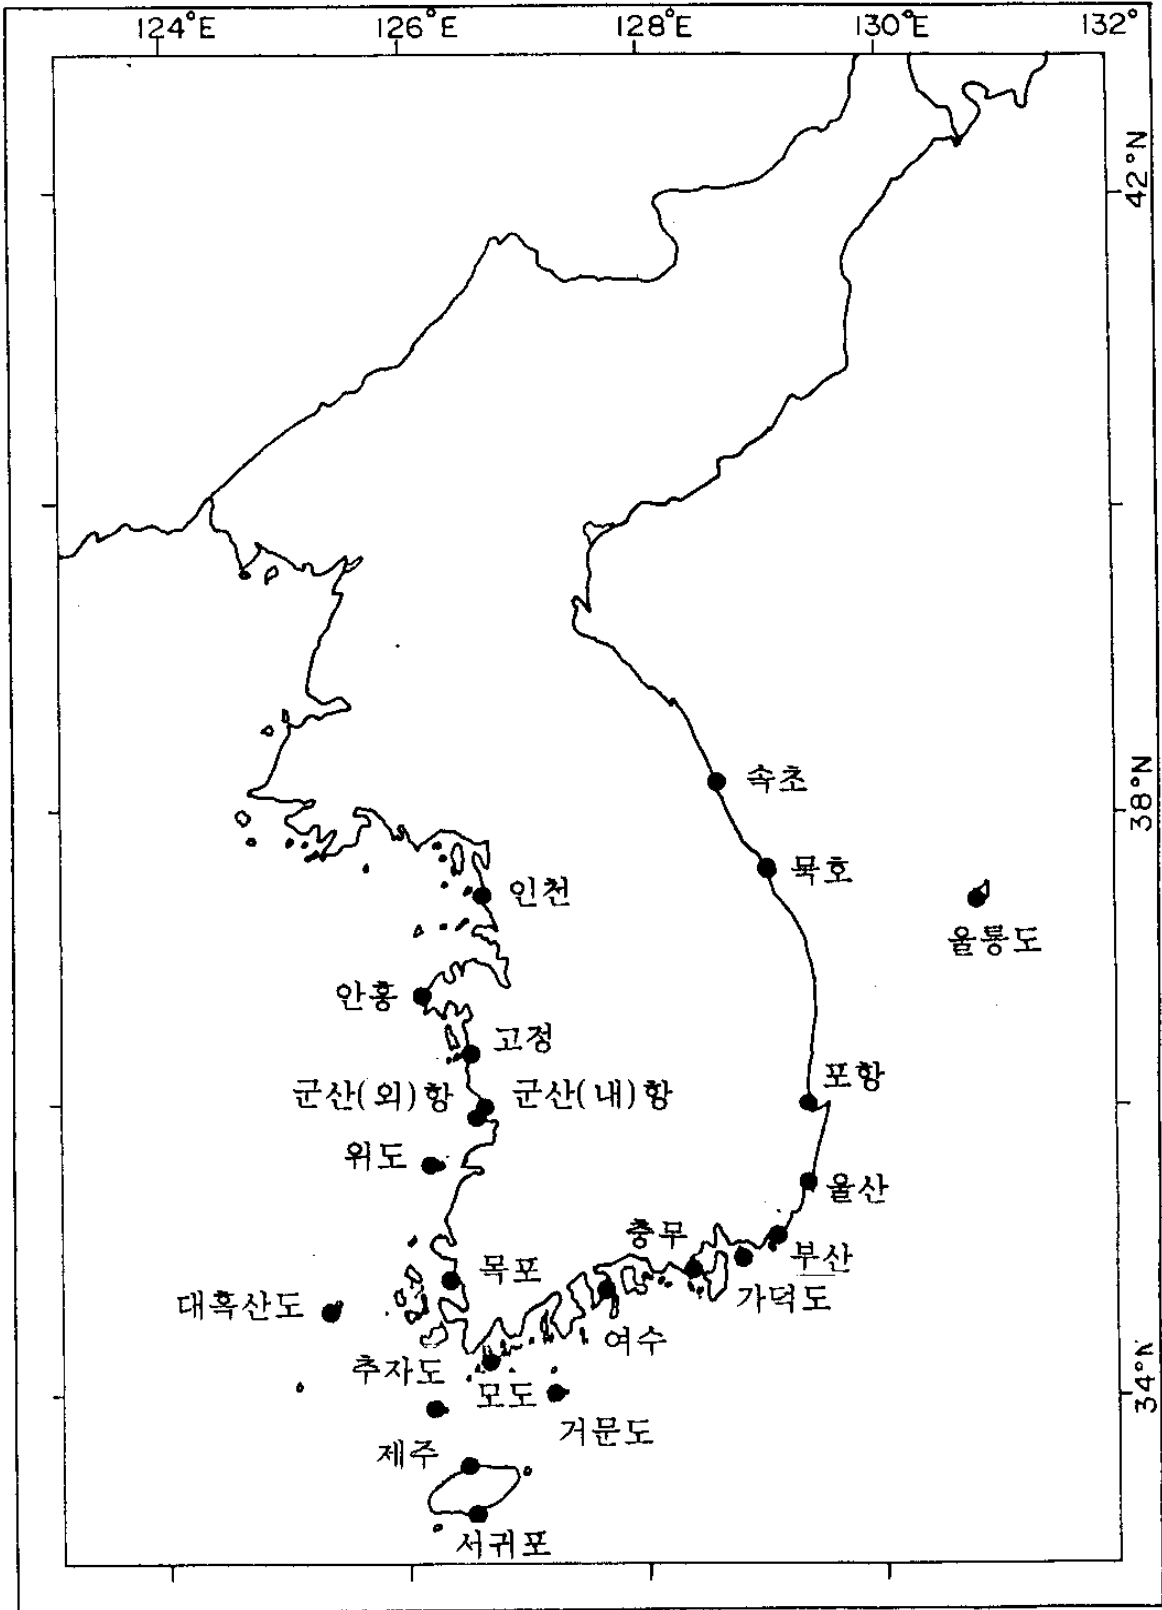 124°E 126°E 128°E 130°E 132°
42°N
속초
38°N
묵호
인천
울릉도
안흥
고정
포항
군산(외)항 군산(내)항
위도
울산
충무
부산
목포
가덕도
대흑산도
여수
34°N
추자도
모도
거문도
제주
서귀포